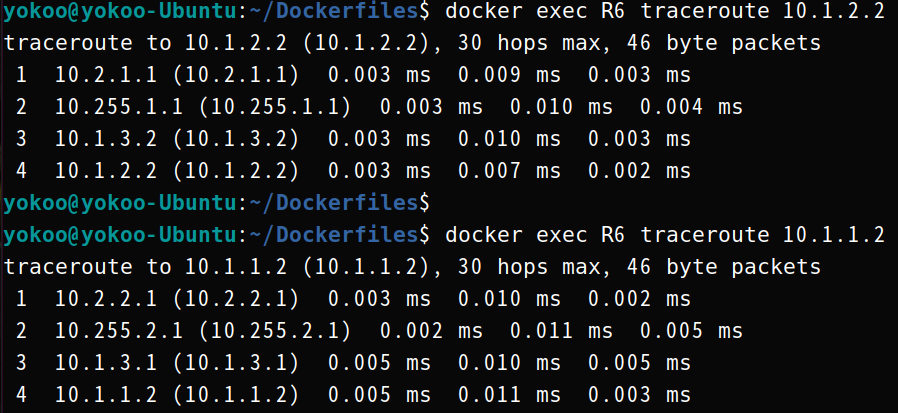 yokoo@yokoo-Ubuntu:~/Dockerfiles$ docker exec R6 traceroute 10.1.2.2
traceroute to 10.1.2.2 (10.1.2.2), 30 hops max, 46 byte packets
 1  10.2.1.1 (10.2.1.1)  0.003 ms  0.009 ms  0.003 ms
 2  10.255.1.1 (10.255.1.1)  0.003 ms  0.010 ms  0.004 ms
 3  10.1.3.2 (10.1.3.2)  0.003 ms  0.010 ms  0.003 ms
 4  10.1.2.2 (10.1.2.2)  0.003 ms  0.007 ms  0.002 ms
yokoo@yokoo-Ubuntu:~/Dockerfiles$
yokoo@yokoo-Ubuntu:~/Dockerfiles$ docker exec R6 traceroute 10.1.1.2
traceroute to 10.1.1.2 (10.1.1.2), 30 hops max, 46 byte packets
 1  10.2.2.1 (10.2.2.1)  0.003 ms  0.010 ms  0.002 ms
 2  10.255.2.1 (10.255.2.1)  0.002 ms  0.011 ms  0.005 ms
 3  10.1.3.1 (10.1.3.1)  0.005 ms  0.010 ms  0.005 ms
 4  10.1.1.2 (10.1.1.2)  0.005 ms  0.011 ms  0.003 ms